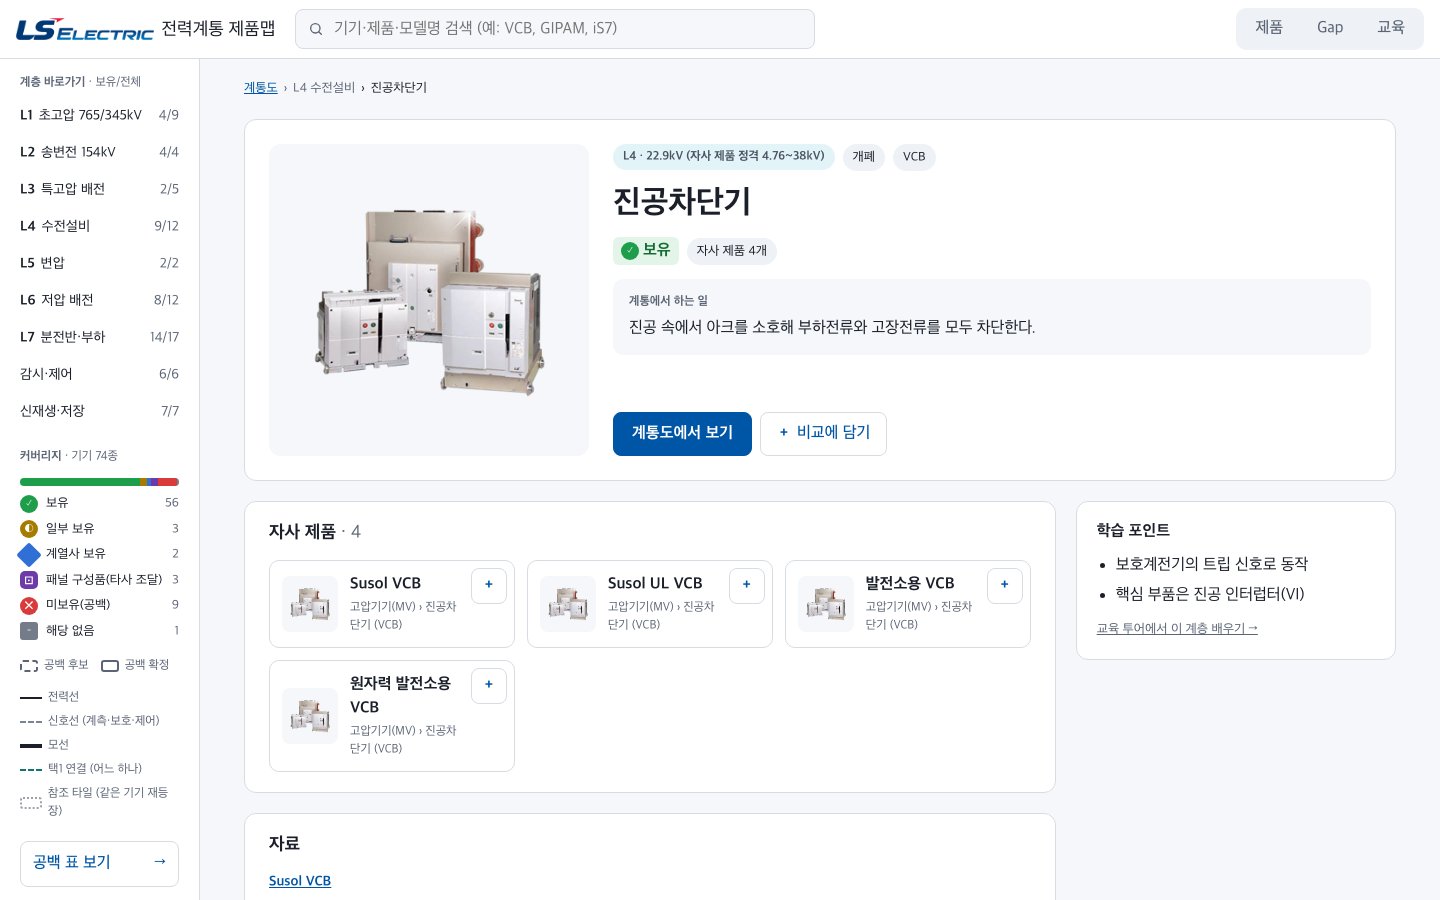 LS ELECTRIC 전력계통 제품맵
기기·제품·모델명 검색 (예: VCB, GIPAM, iS7)
제품 Gap 교육
계층 바로가기 · 보유/전체
L1 초고압 765/345kV 4/9
L2 송변전 154kV 4/4
L3 특고압 배전 2/5
L4 수전설비 9/12
L5 변압 2/2
L6 저압 배전 8/12
L7 분전반·부하 14/17
감시·제어 6/6
신재생·저장 7/7
커버리지 · 기기 74종
보유 56
일부 보유 3
계열사 보유 2
패널 구성품(타사 조달) 3
미보유(공백) 9
해당 없음 1
공백 후보 공백 확정
전력선
신호선 (계측·보호·제어)
모선
택1 연결 (어느 하나)
참조 타일 (같은 기기 재등
장)
공백 표 보기 →
계통도 › L4 수전설비 › 진공차단기
L4 · 22.9kV (자사 제품 정격 4.76~38kV) 개폐 VCB
진공차단기
보유 자사 제품 4개
계통에서 하는 일
진공 속에서 아크를 소호해 부하전류와 고장전류를 모두 차단한다.
계통도에서 보기 + 비교에 담기
자사 제품 · 4
Susol VCB +
고압기기(MV) › 진공차
단기 (VCB)
Susol UL VCB +
고압기기(MV) › 진공차
단기 (VCB)
발전소용 VCB +
고압기기(MV) › 진공차
단기 (VCB)
원자력 발전소용 +
VCB
고압기기(MV) › 진공차
단기 (VCB)
학습 포인트
• 보호계전기의 트립 신호로 동작
• 핵심 부품은 진공 인터럽터(VI)
교육 투어에서 이 계층 배우기 →
자료
Susol VCB